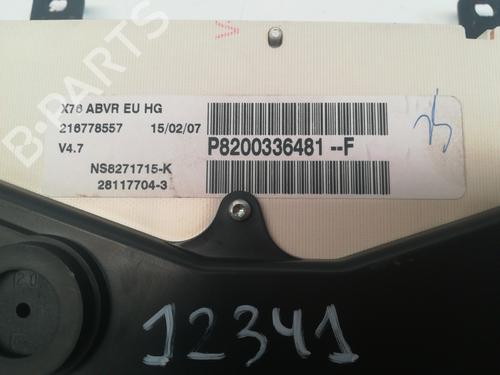 X76 ABVR EU HG
216778557 15/02/07
V4.7
NS8271715-K
28117704-3
P8200336481--F
B-PARTS
12341